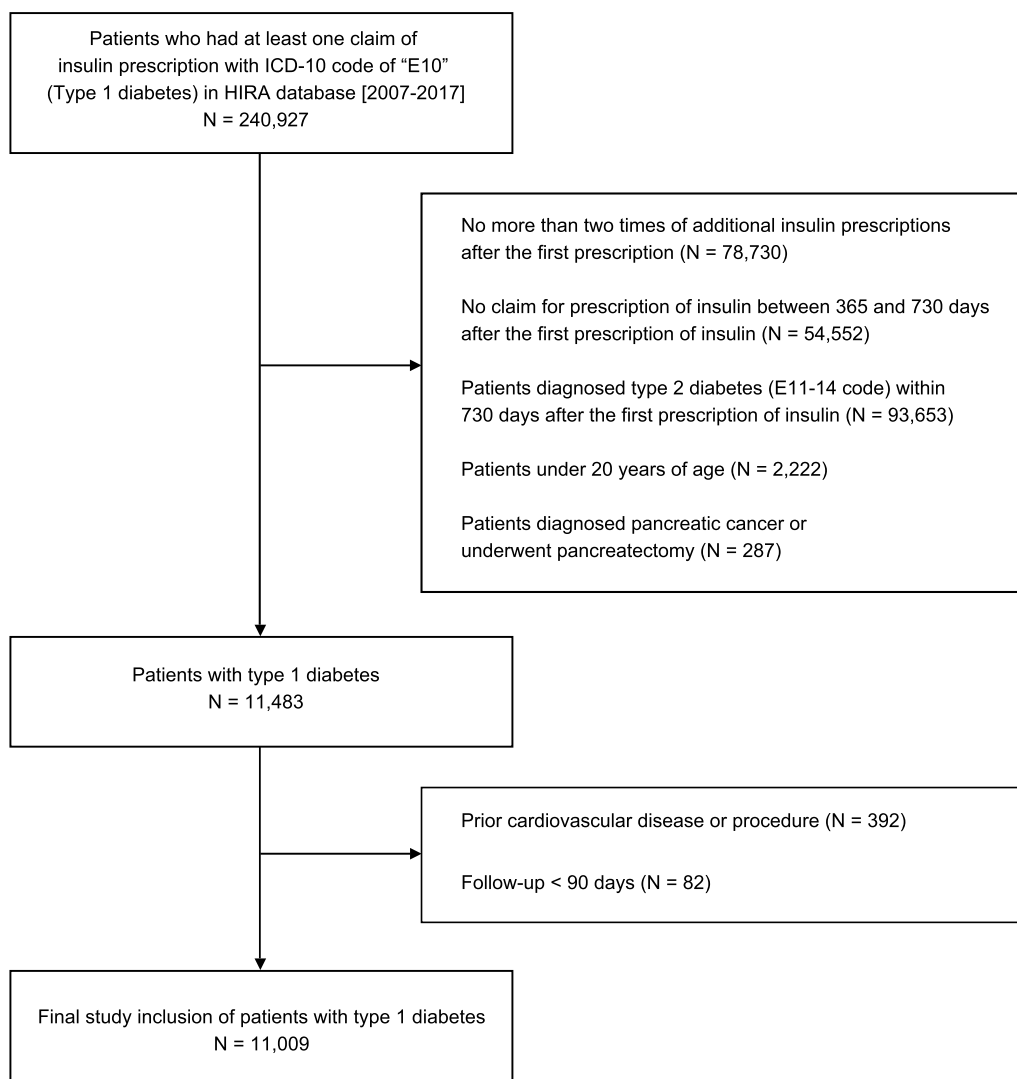 Patients who had at least one claim of
insulin prescription with ICD-10 code of “E10”
(Type 1 diabetes) in HIRA database [2007-2017]
N = 240,927
No more than two times of additional insulin prescriptions
after the first prescription (N = 78,730)
No claim for prescription of insulin between 365 and 730 days
after the first prescription of insulin (N = 54,552)
Patients diagnosed type 2 diabetes (E11-14 code) within
730 days after the first prescription of insulin (N = 93,653)
Patients under 20 years of age (N = 2,222)
Patients diagnosed pancreatic cancer or
underwent pancreatectomy (N = 287)
Patients with type 1 diabetes
N = 11,483
Prior cardiovascular disease or procedure (N = 392)
Follow-up < 90 days (N = 82)
Final study inclusion of patients with type 1 diabetes
N = 11,009